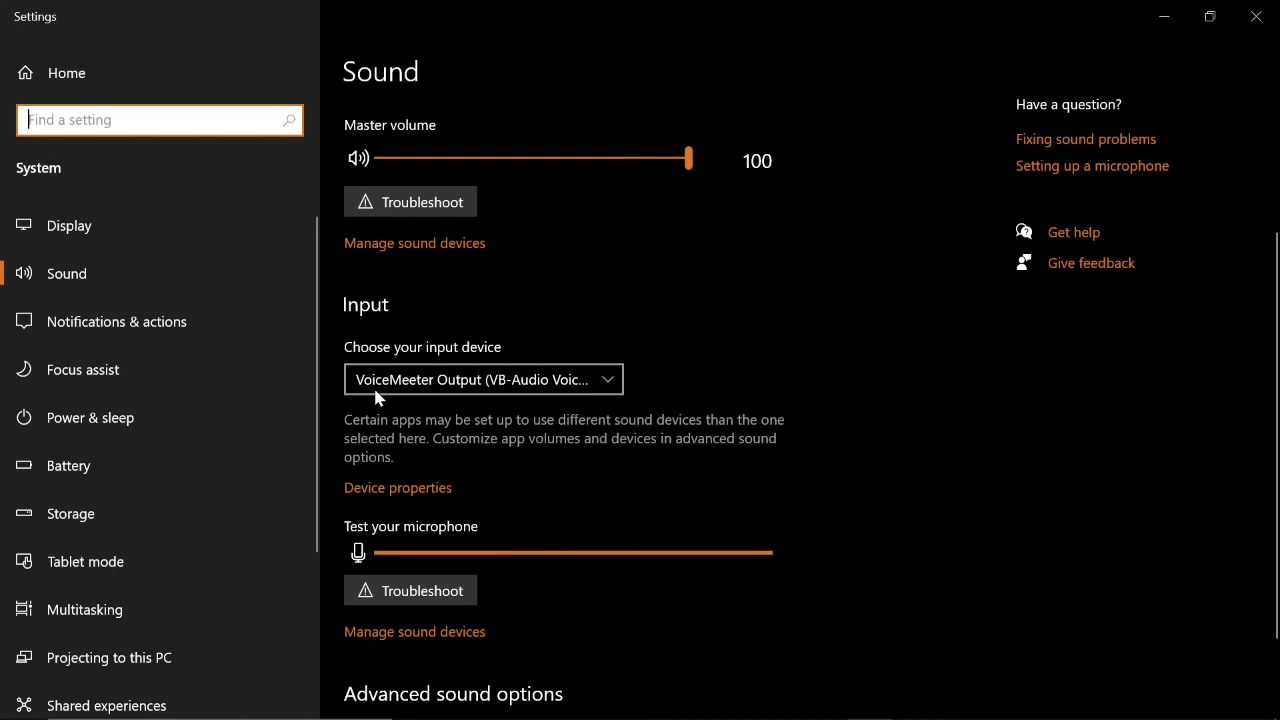 Settings
Home
Find a setting
System
Display
Sound
Notifications & actions
Focus assist
Power & sleep
Battery
Storage
Tablet mode
Multitasking
Projecting to this PC
Shared experiences
Sound
Master volume
100
Troubleshoot
Manage sound devices
Input
Choose your input device
VoiceMeeter Output (VB-Audio Voic...
Certain apps may be set up to use different sound devices than the one
selected here. Customize app volumes and devices in advanced sound
options.
Device properties
Test your microphone
Troubleshoot
Manage sound devices
Advanced sound options
Have a question?
Fixing sound problems
Setting up a microphone
Get help
Give feedback